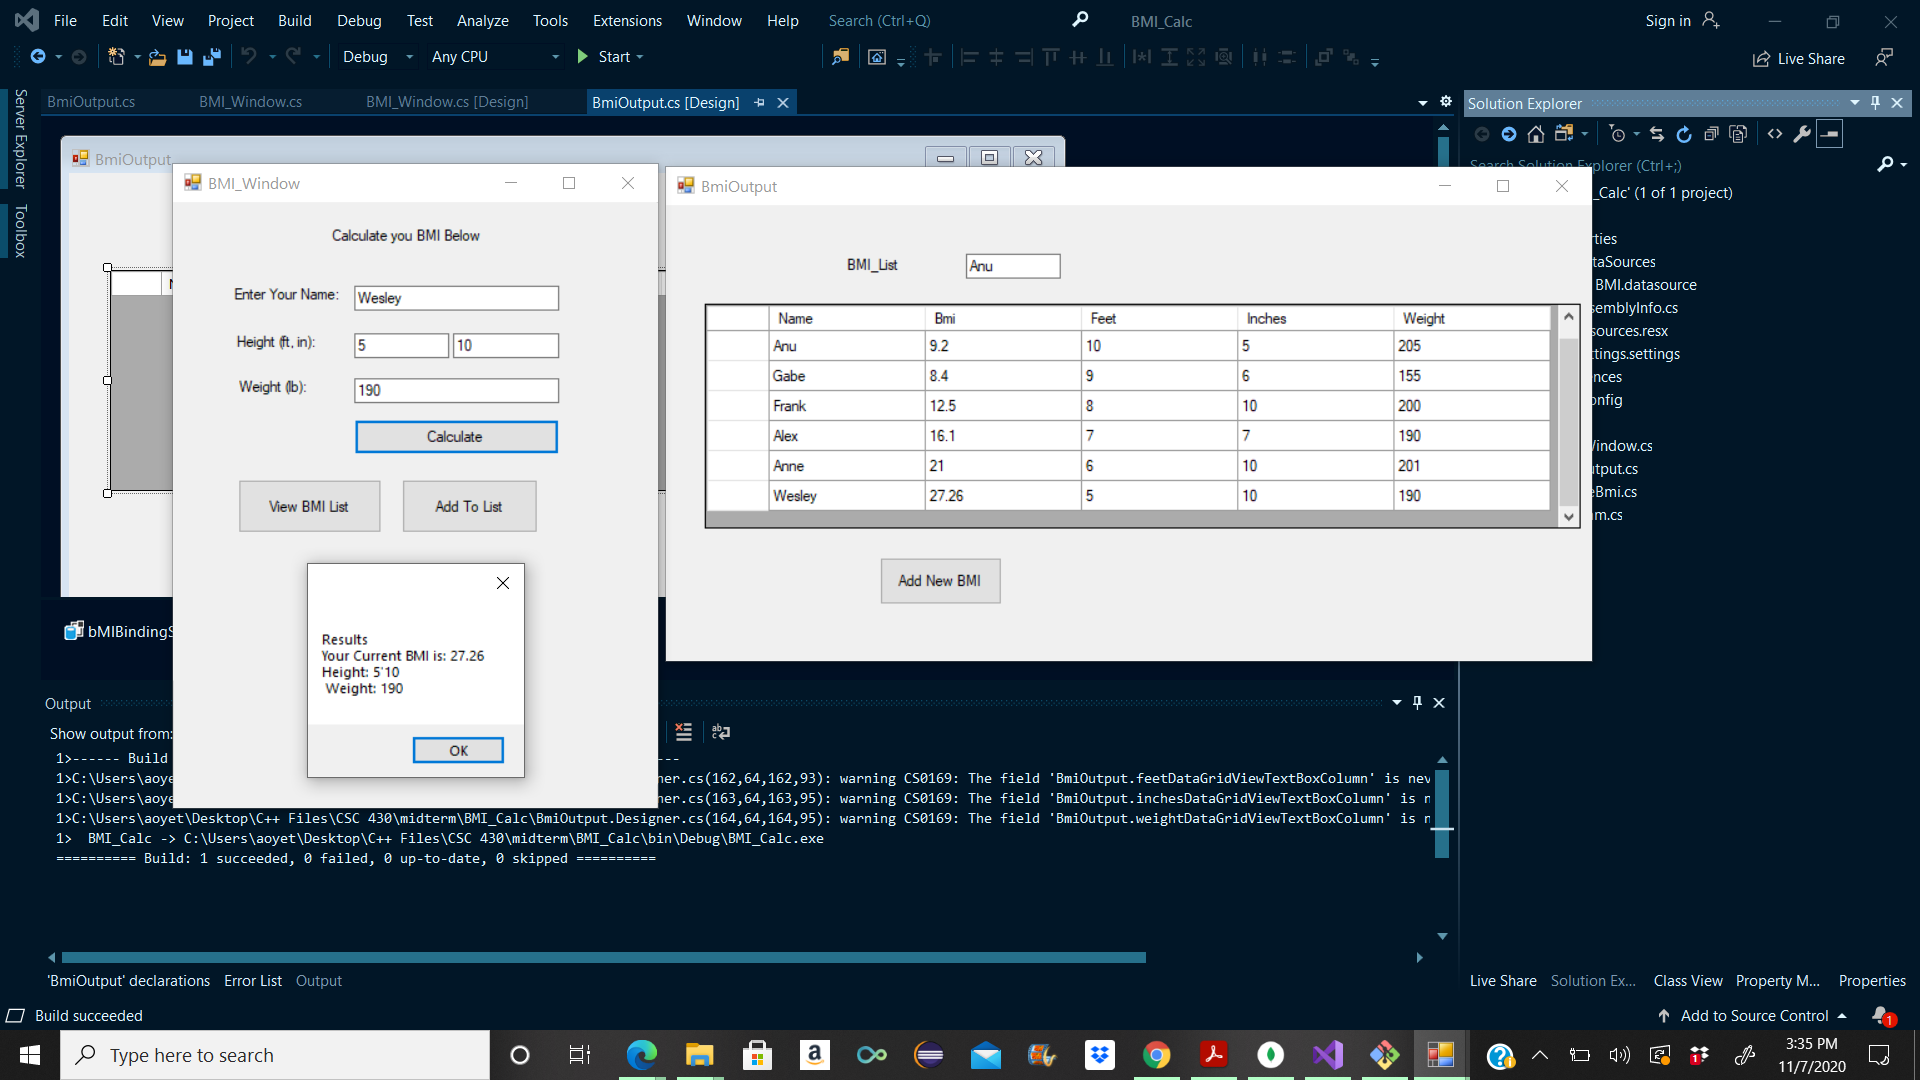 File Edit View Project Build Debug Test Analyze Tools Extensions Window Help Search (Ctrl+Q) BMI_Calc Sign in
Debug Any CPU Start Live Share
Server Explorer
Toolbox
BmiOutput.cs BMI_Window.cs BMI_Window.cs [Design] BmiOutput.cs [Design]
BmiOutput
BMI_Window
Calculate you BMI Below
Enter Your Name: Wesley
Height (ft, in): 5 10
Weight (lb): 190
Calculate
View BMI List Add To List
Results
Your Current BMI is: 27.26
Height: 5'10
Weight: 190
OK
BmiOutput
BMI_List Anu
Name Bmi Feet Inches Weight
Anu 9.2 10 5 205
Gabe 8.4 9 6 155
Frank 12.5 8 10 200
Alex 16.1 7 7 190
Anne 21 6 10 201
Wesley 27.26 5 10 190
Add New BMI
Solution Explorer
Search Solution Explorer (Ctrl+;)
_Calc' (1 of 1 project)
rties
taSources
BMI.datasource
semblyInfo.cs
sources.resx
ttings.settings
ences
onfig
Window.cs
utput.cs
eBmi.cs
am.cs
bMIBindingS
Output
Show output from:
1>------ Build ---
1>C:\Users\aoyet ner.cs(162,64,162,93): warning CS0169: The field 'BmiOutput.feetDataGridViewTextBoxColumn' is nev
1>C:\Users\aoyet ner.cs(163,64,163,95): warning CS0169: The field 'BmiOutput.inchesDataGridViewTextBoxColumn' is n
1>C:\Users\aoyet\Desktop\C++ Files\CSC 430\midterm\BMI_Calc\BmiOutput.Designer.cs(164,64,164,95): warning CS0169: The field 'BmiOutput.weightDataGridViewTextBoxColumn' is n
1> BMI_Calc -> C:\Users\aoyet\Desktop\C++ Files\CSC 430\midterm\BMI_Calc\bin\Debug\BMI_Calc.exe
========== Build: 1 succeeded, 0 failed, 0 up-to-date, 0 skipped ==========
'BmiOutput' declarations Error List Output
Live Share Solution Ex... Class View Property M... Properties
Build succeeded Add to Source Control 1
Type here to search
3:35 PM
11/7/2020